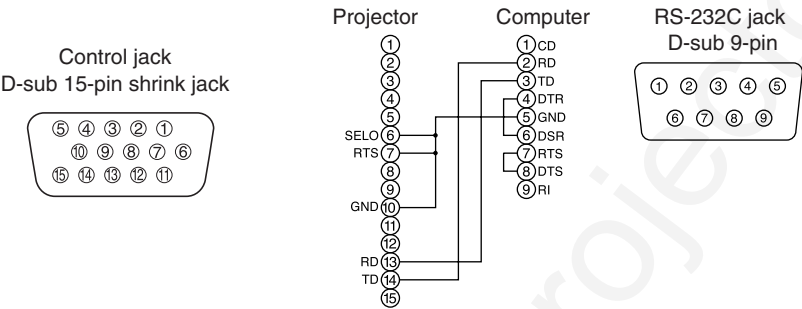 Control jack
D-sub 15-pin shrink jack
5 4 3 2 1
10 9 8 7 6
15 14 13 12 11
Projector
1
2
3
4
5
SELO 6
RTS 7
8
9
GND 10
11
12
RD 13
TD 14
15
Computer
1 CD
2 RD
3 TD
4 DTR
5 GND
6 DSR
7 RTS
8 DTS
9 RI
RS-232C jack
D-sub 9-pin
1 2 3 4 5
6 7 8 9